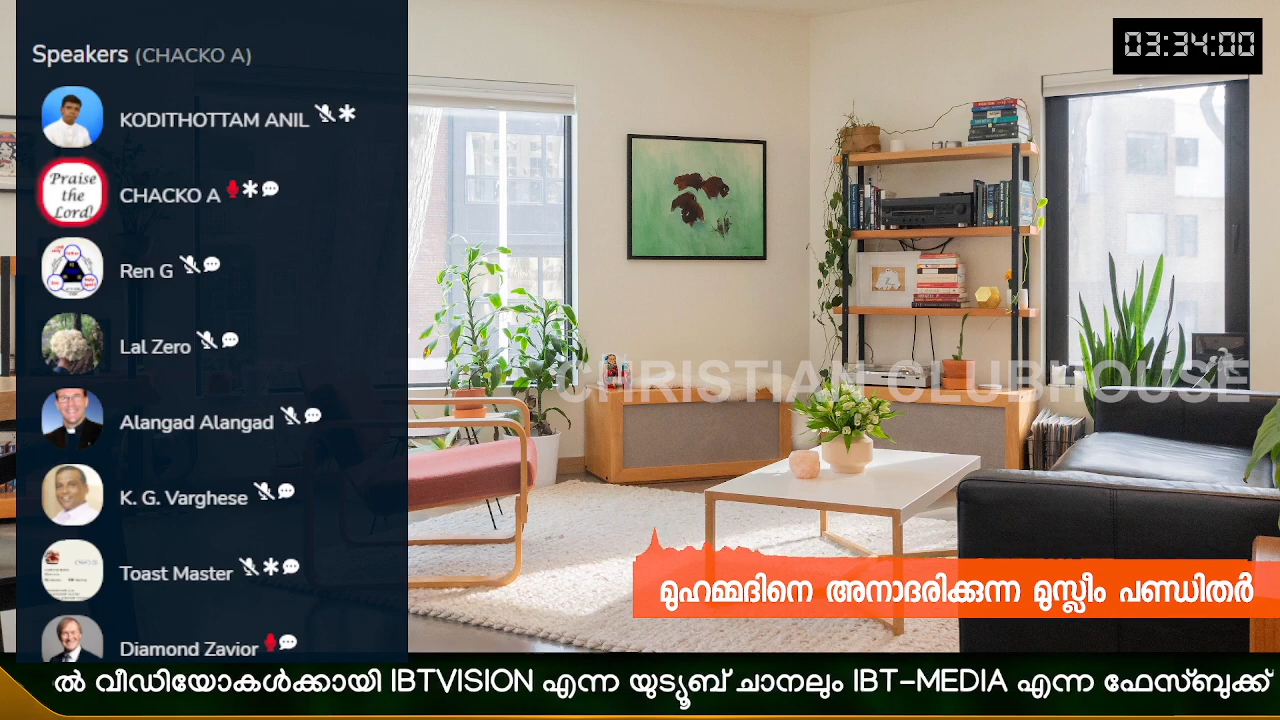 Speakers (CHACKO A)
KODITHOTTAM ANIL
Praise
the
Lord!
CHACKO A
Ren G
Lal Zero
Alangad Alangad
K. G. Varghese
Toast Master
Diamond Zavior
03:34:00
CHRISTIAN CLUBHOUSE
മുഹമ്മദിനെ അനാദരിക്കുന്ന മുസ്ലീം പണ്ഡിതർ
ൽ വീഡിയോകൾക്കായി IBTVISION എന്ന യുട്യൂബ് ചാനലും IBT-MEDIA എന്ന ഫേസ്ബുക്ക്